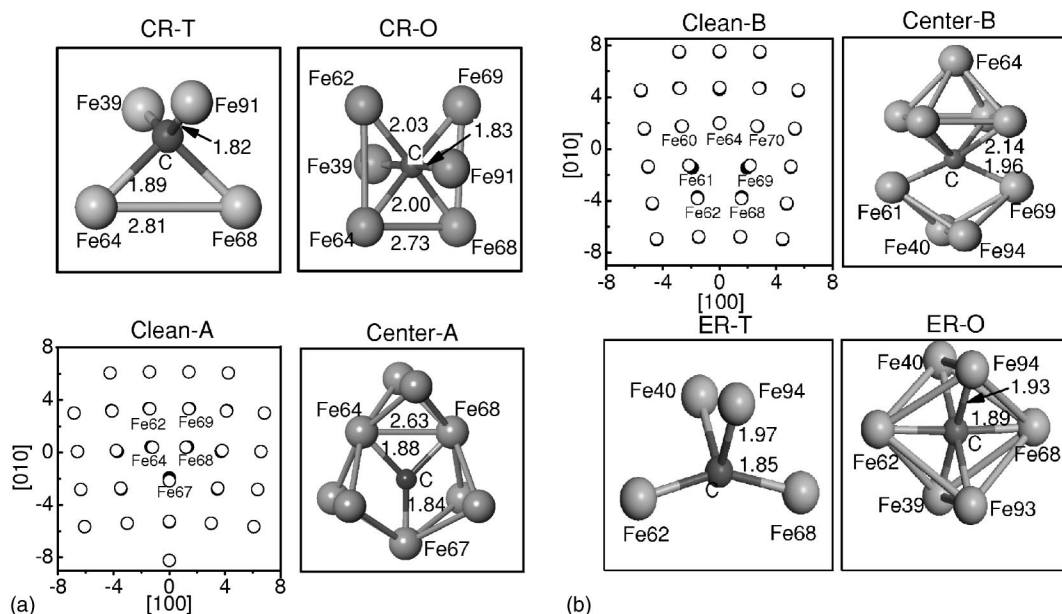 CR-T
CR-O
Fe39
Fe91
1.82
C
1.89
Fe64
2.81
Fe68
Fe62
Fe69
2.03
1.83
Fe39
C
Fe91
2.00
Fe64
2.73
Fe68
Clean-A
Center-A
8
4
0
-4
-8
[010]
Fe62
Fe69
Fe64
Fe68
Fe67
-8
-4
0
4
8
[100]
Fe64
2.63
Fe68
1.88
C
1.84
Fe67
(a)
Clean-B
Center-B
8
4
0
-4
-8
[010]
Fe60
Fe64
Fe70
Fe61
Fe69
Fe62
Fe68
-8
-4
0
4
8
[100]
Fe64
2.14
1.96
C
Fe61
Fe69
Fe40
Fe94
ER-T
ER-O
Fe40
Fe94
1.97
1.85
C
Fe62
Fe68
Fe40
Fe94
1.93
1.89
C
Fe62
Fe68
Fe39
Fe93
(b)